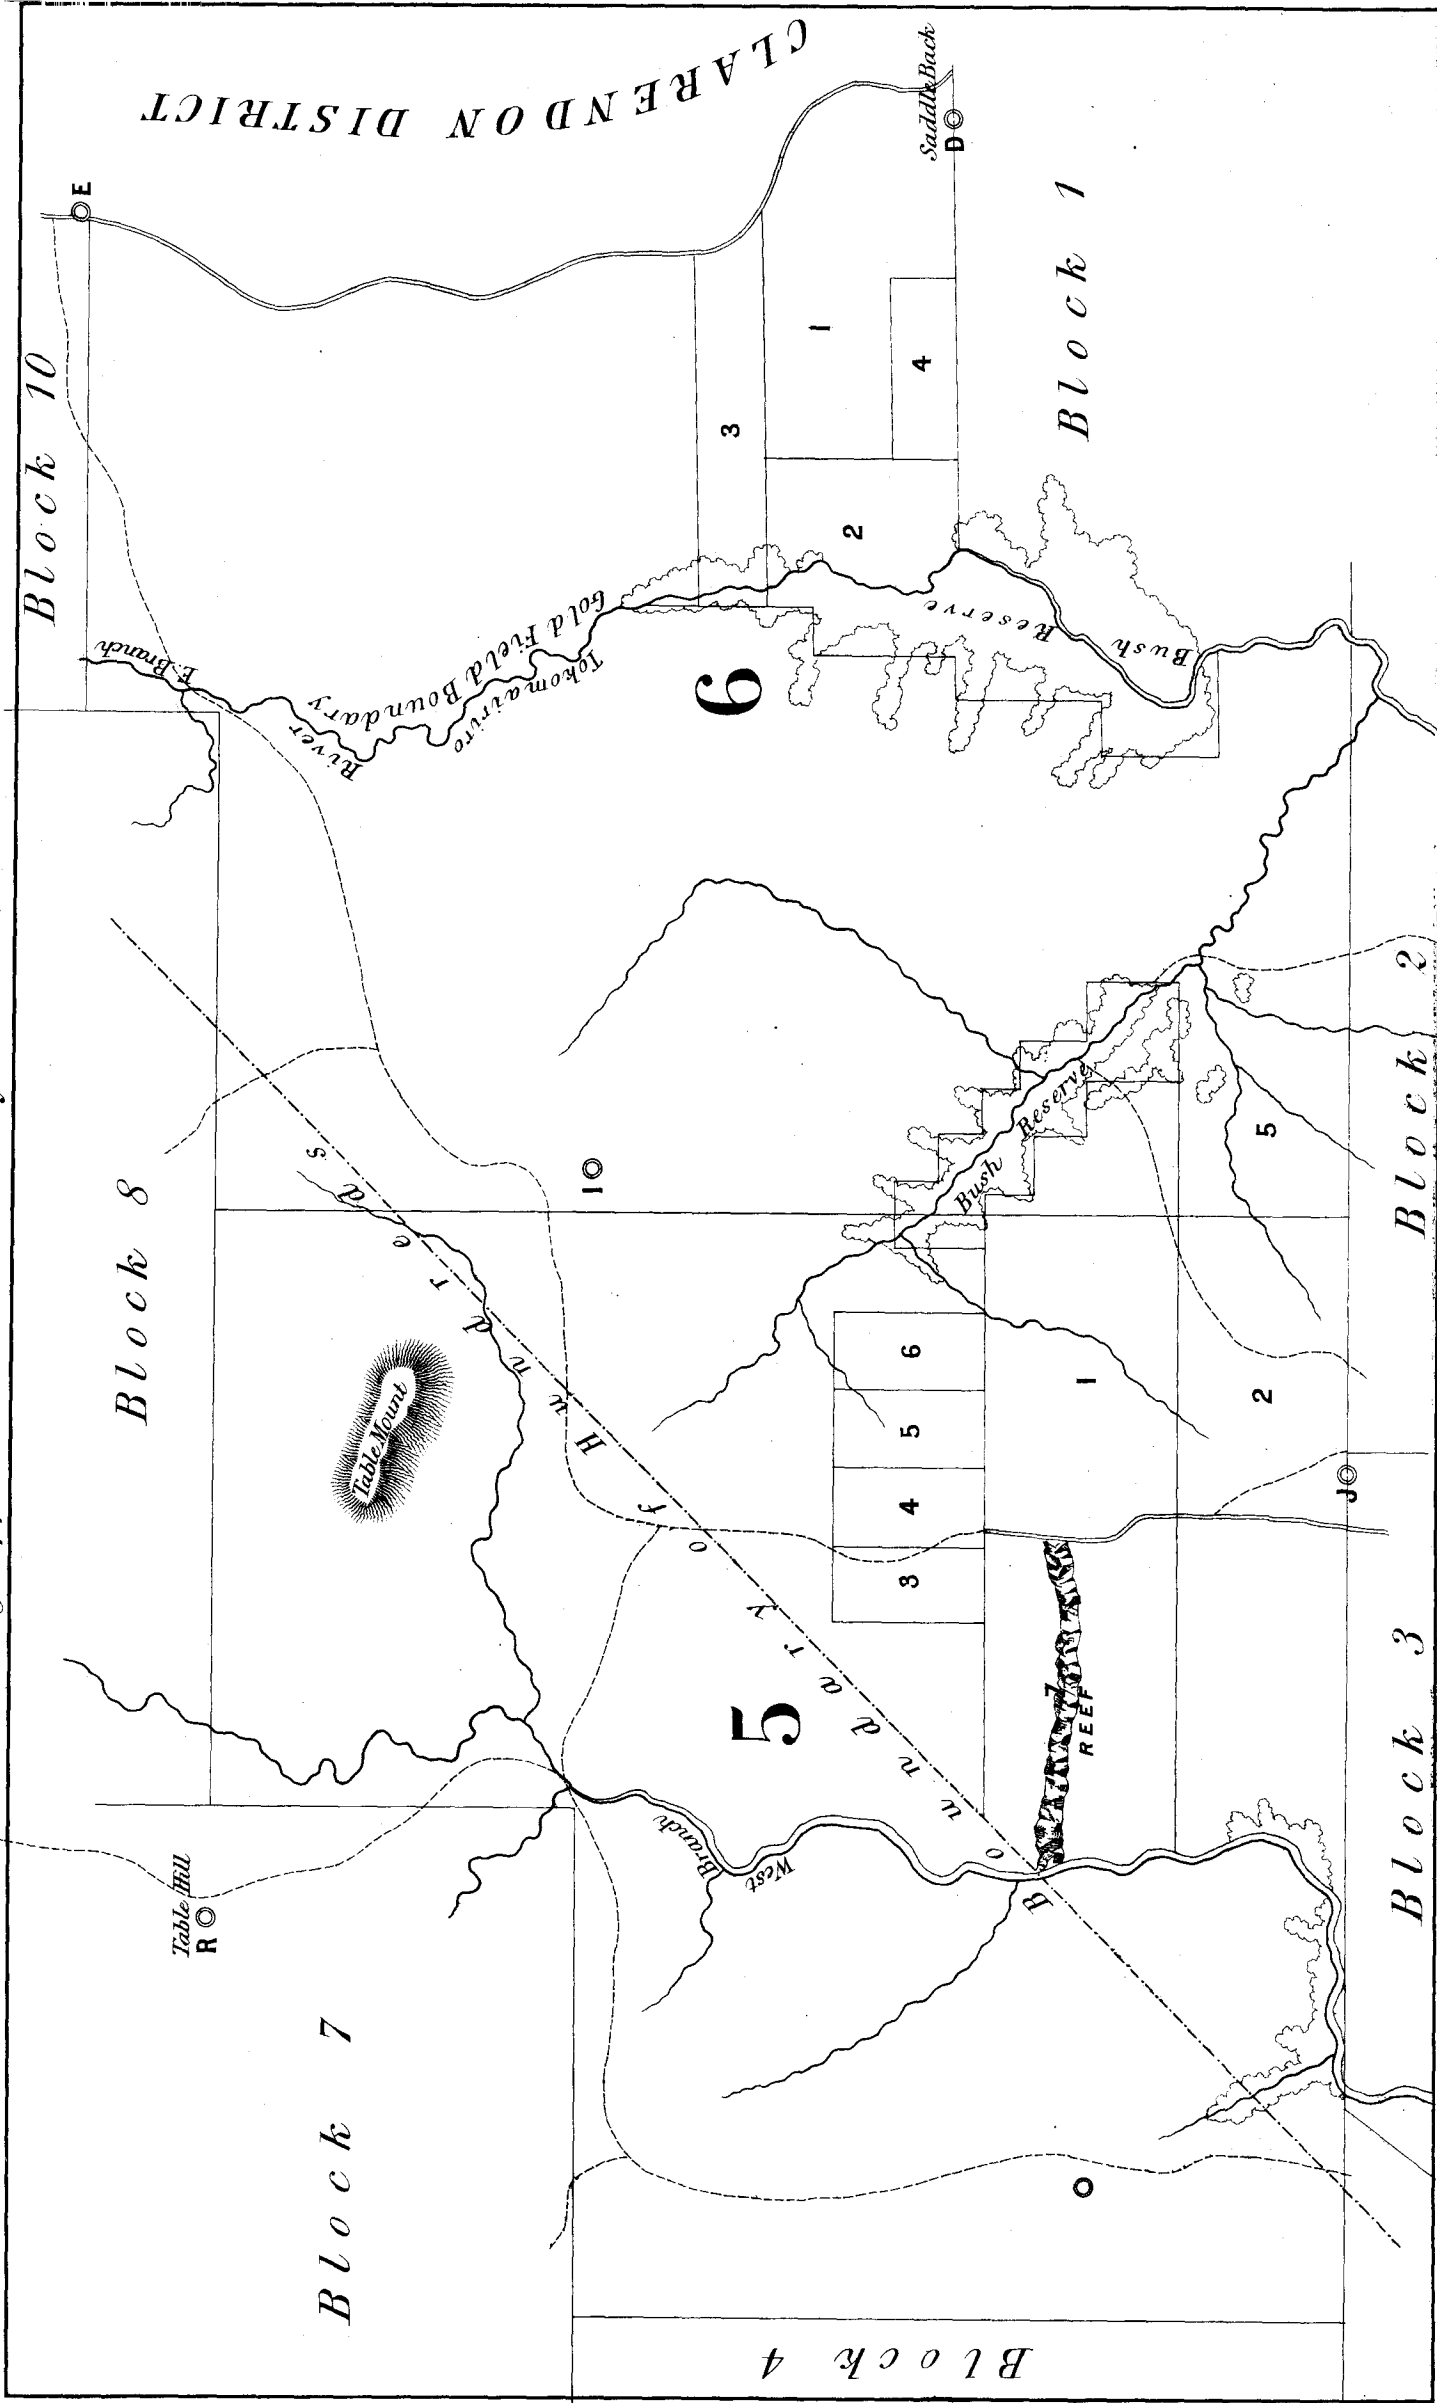 Block 7
Table Hill
R
Block 8
Block 10
E
CLARENDON DISTRICT
Table Mount
E. Branch
River
Tokomairiro
Gold Field Boundary
Boundary of Hundreds
West Branch
5
6
I
3
4
5
6
1
2
7
REEF
J
Bush Reserve
5
Bush Reserve
3
1
2
4
Saddle Back
D
O
Block 4
Block 3
Block 2
Block 1